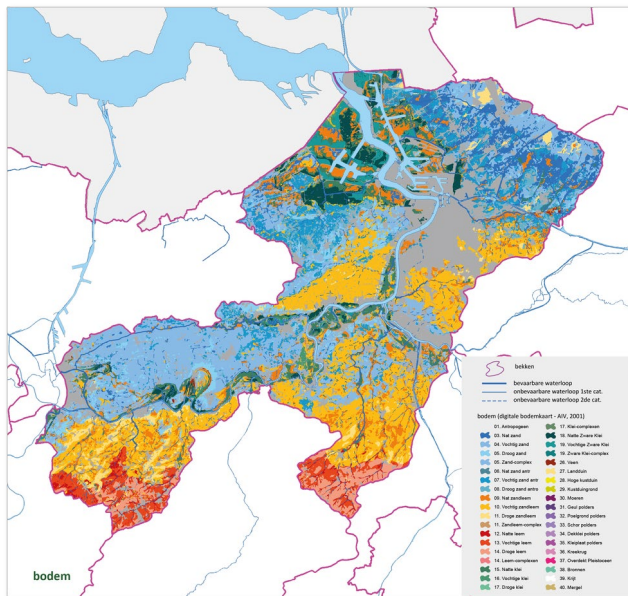 bekken
bevaarbare waterloop
onbevaarbare waterloop 1ste cat.
onbevaarbare waterloop 2de cat.
bodem (digitale bodemkaart - AIV, 2001)
01. Antropogeen
03. Nat zand
04. Vochtig zand
05. Droog zand
05. Zand-complex
06. Nat zand antr
07. Vochtig zand antr
08. Droog zand antro
09. Nat zandleem
10. Vochtig zandleem
11. Droge zandleem
11. Zandleem-complex
12. Natte leem
13. Vochtige leem
14. Droge leem
14. Leem-complexen
15. Natte klei
16. Vochtige klei
17. Droge klei
17. Klei-complexen
18. Natte Zware Klei
19. Vochtige Zware Klei
19. Zware Klei-complex
26. Veen
27. Landduin
28. Hoge kustduin
29. Kustduingrond
30. Moeren
31. Geul polders
32. Poelgrond polders
33. Schor polders
34. Dekklei polders
35. Kleiplaat polders
36. Kreekrug
37. Overdekt Pleistoceen
38. Bronnen
39. Krijt
40. Mergel
bodem